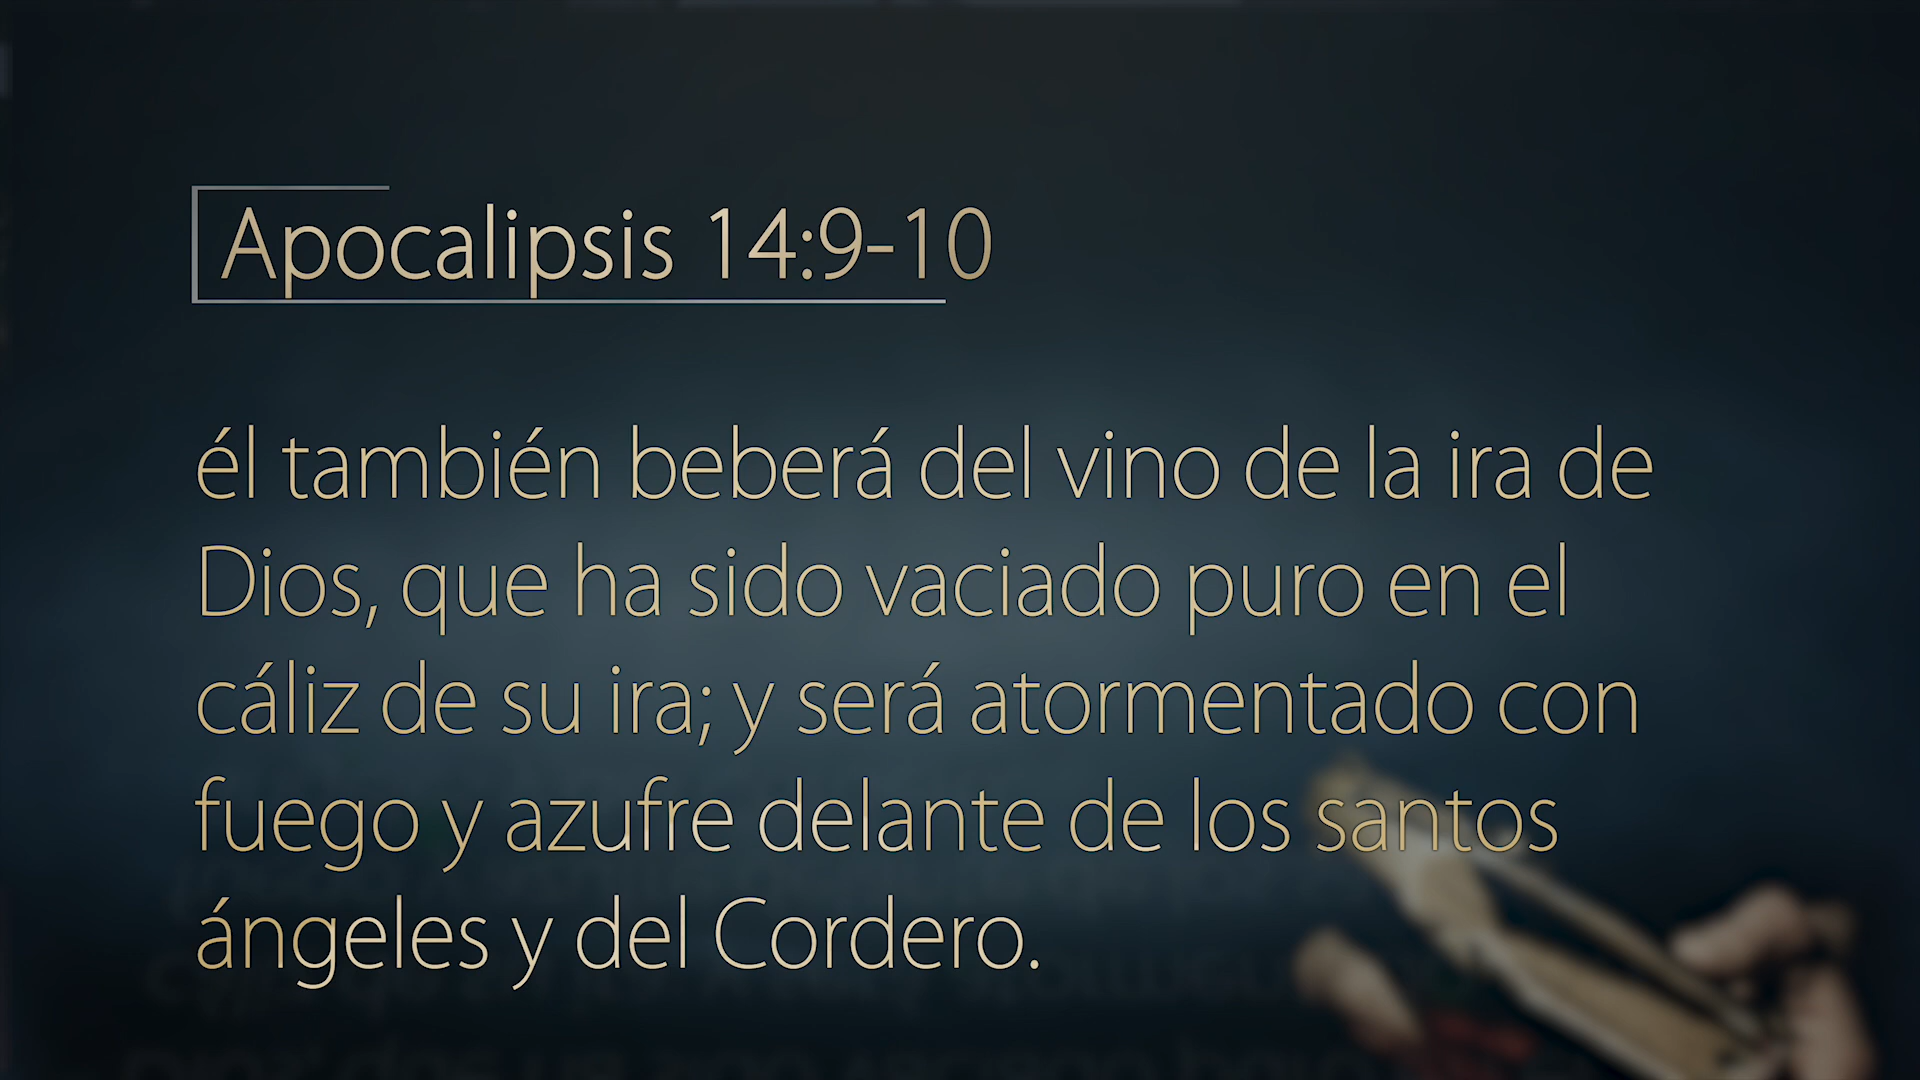 Apocalipsis 14:9-10
él también beberá del vino de la ira de
Dios, que ha sido vaciado puro en el
cáliz de su ira; y será atormentado con
fuego y azufre delante de los santos
ángeles y del Cordero.